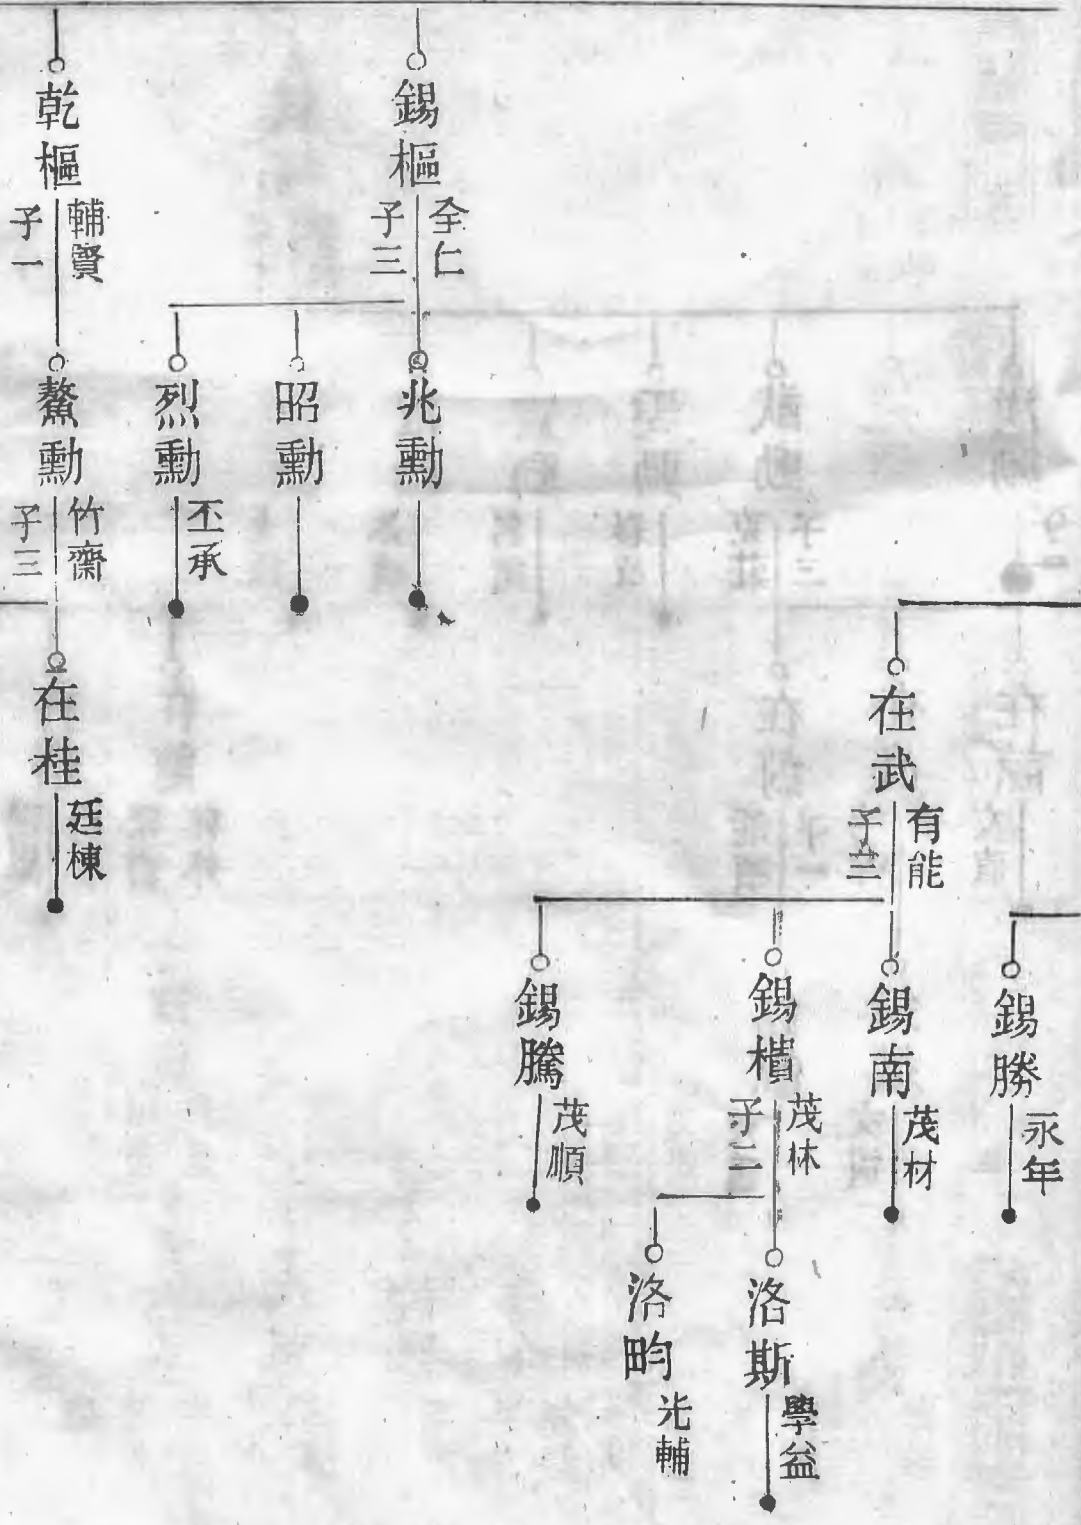 錫樞
全仁
子三
乾樞
輔賢
子一
兆勳
昭勳
烈勳
丕承
鰲勳
竹齋
子三
在武
有能
子三
在桂
廷棟
錫勝
永年
錫南
茂材
錫樻
茂林
子二
錫騰
茂順
洛斯
學益
洛畇
光輔